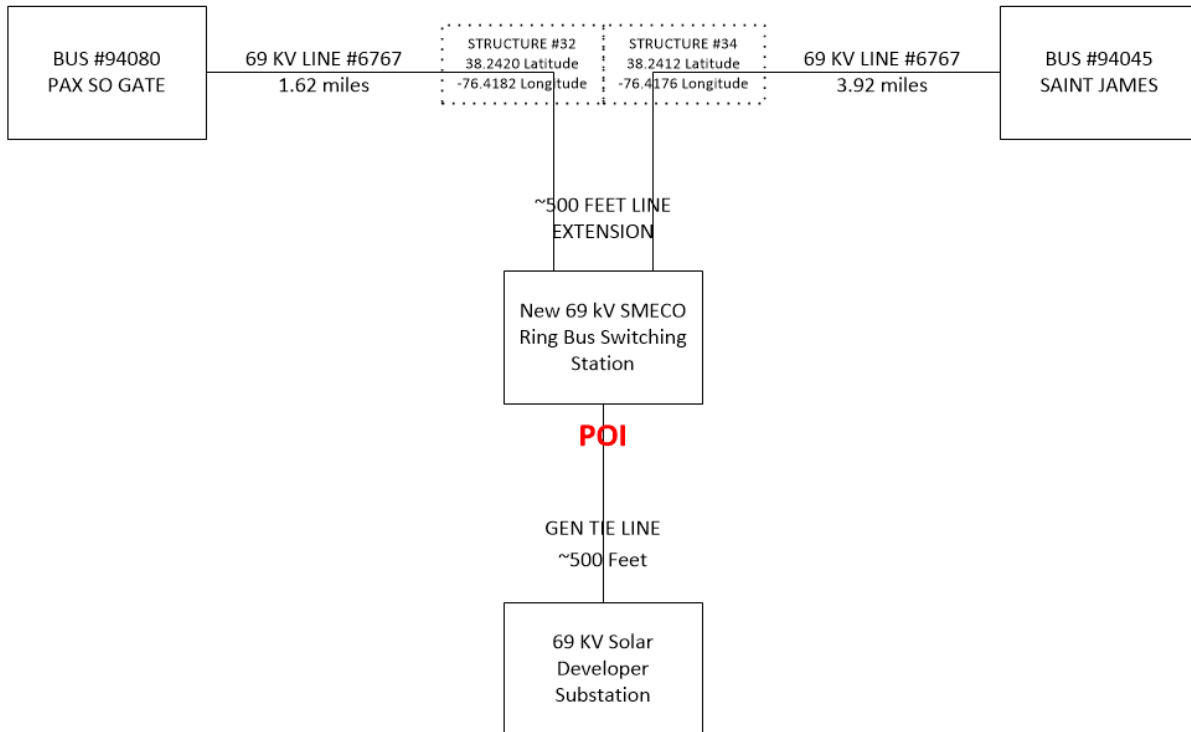 BUS #94080
PAX SO GATE
69 KV LINE #6767
1.62 miles
STRUCTURE #32
38.2420 Latitude
-76.4182 Longitude
STRUCTURE #34
38.2412 Latitude
-76.4176 Longitude
69 KV LINE #6767
3.92 miles
BUS #94045
SAINT JAMES
~500 FEET LINE
EXTENSION
New 69 kV SMECO
Ring Bus Switching
Station
POI
GEN TIE LINE
~500 Feet
69 KV Solar
Developer
Substation